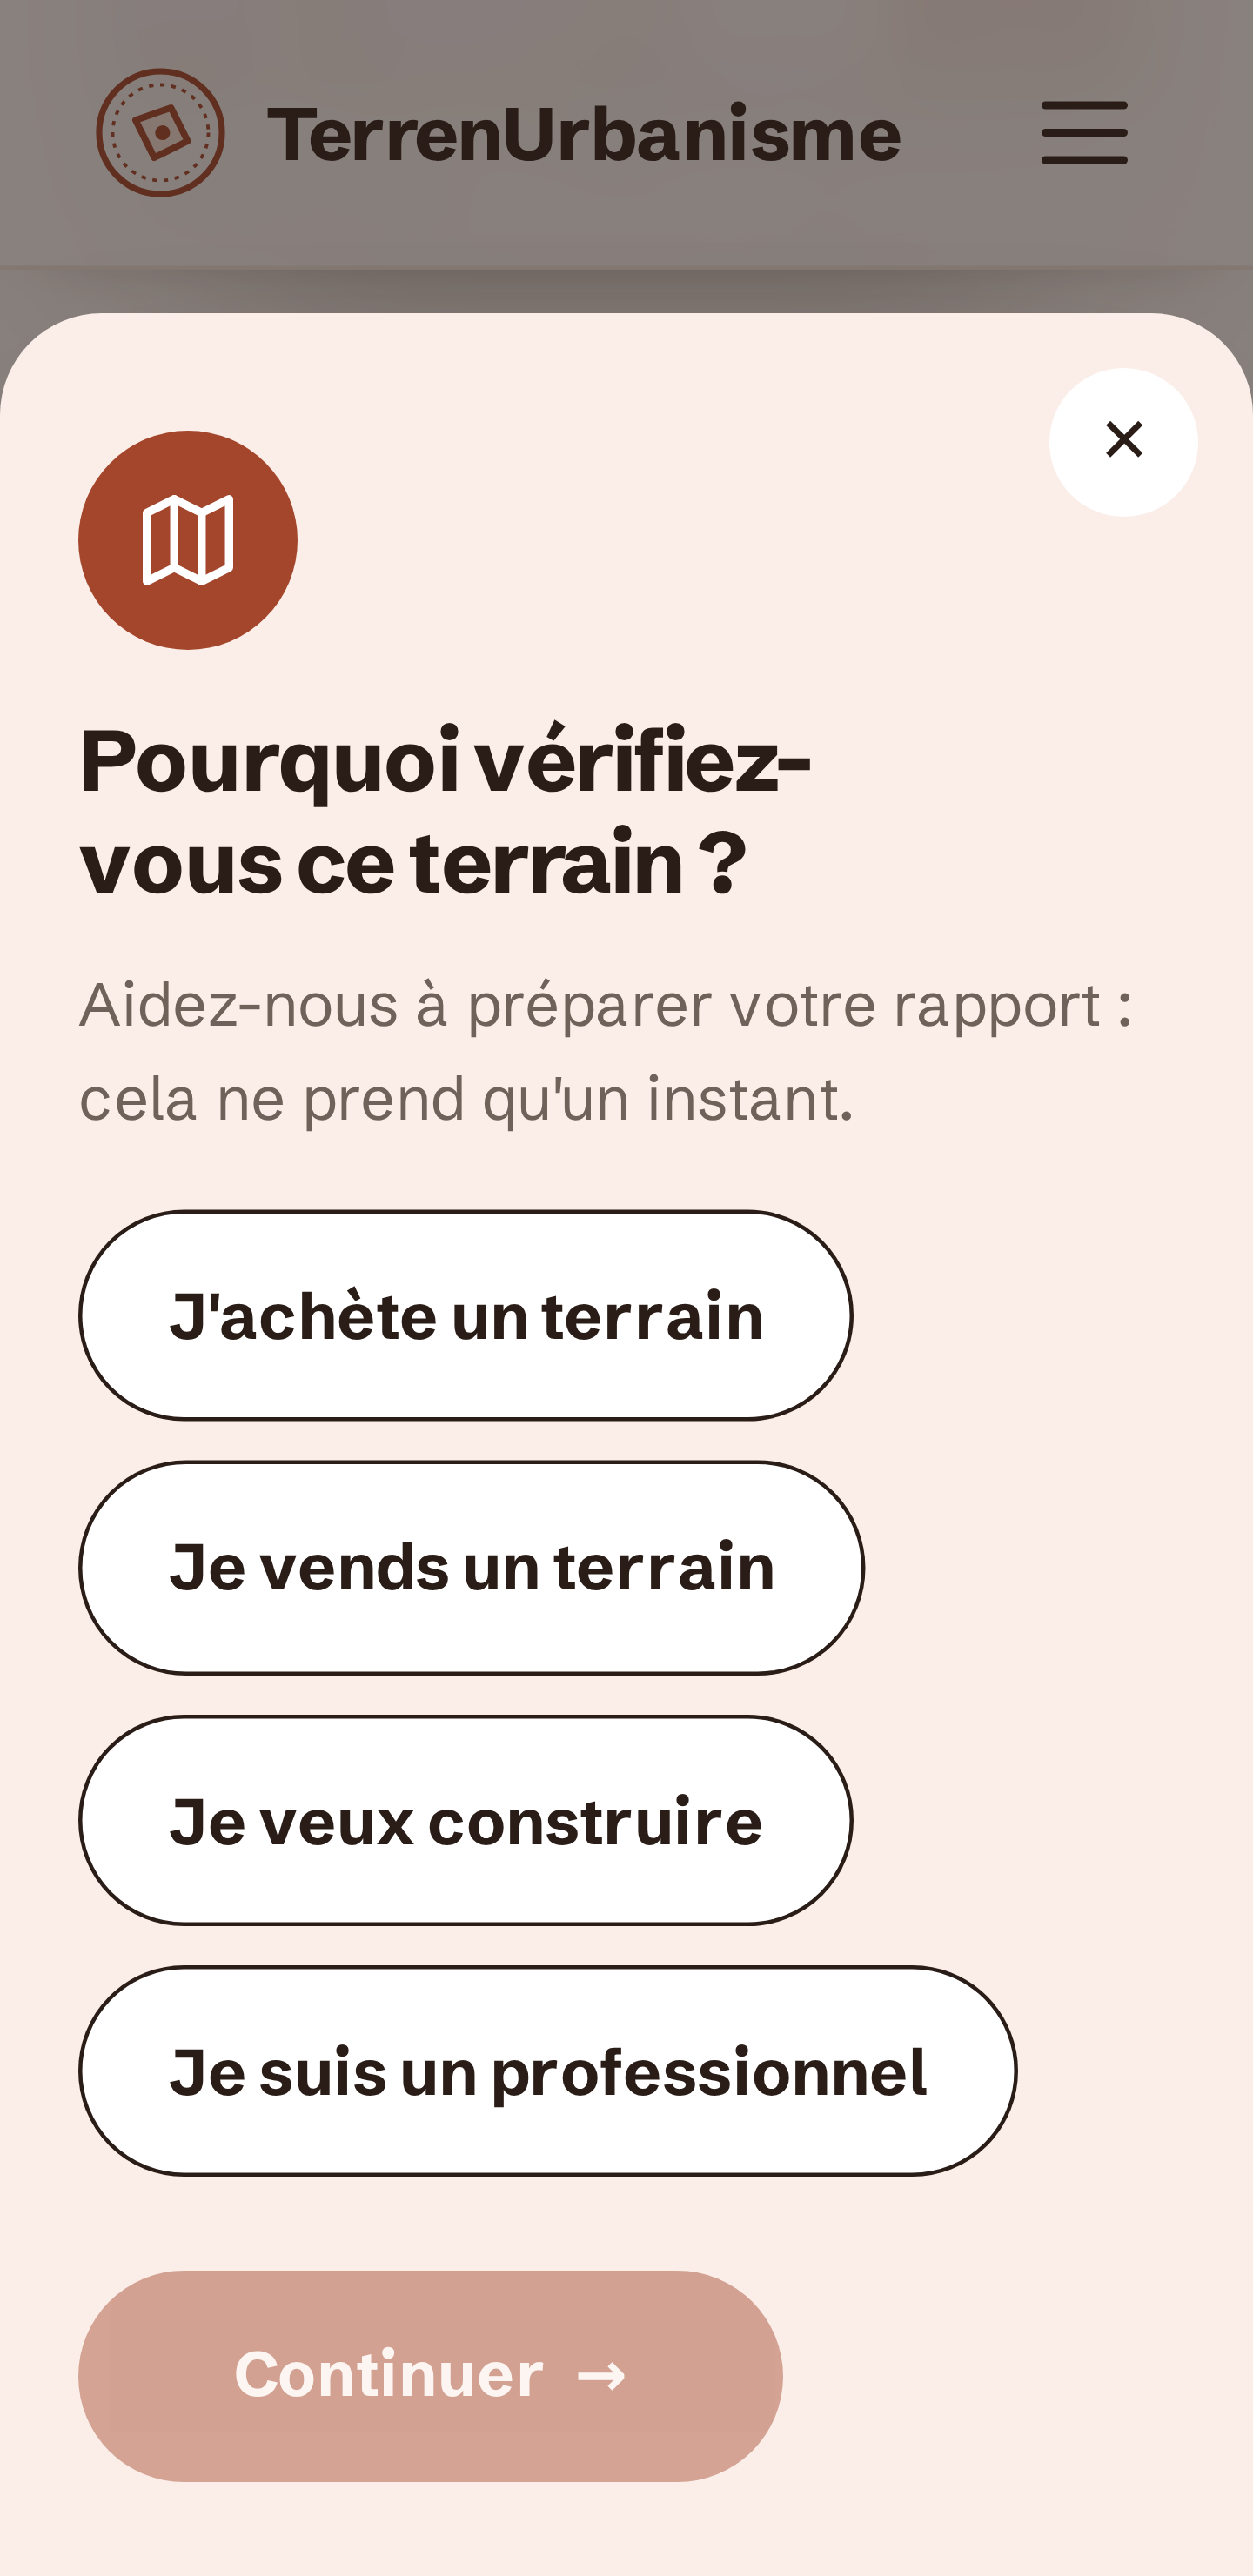 TerrenUrbanisme
Pourquoi vérifiez-
vous ce terrain ?
Aidez-nous à préparer votre rapport :
cela ne prend qu'un instant.
J'achète un terrain
Je vends un terrain
Je veux construire
Je suis un professionnel
Continuer →